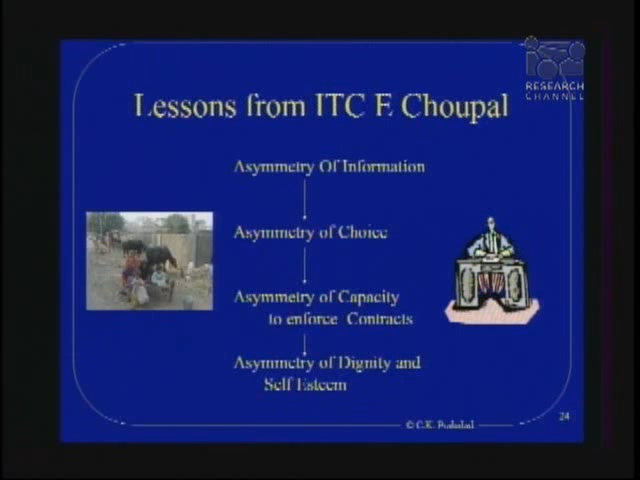 RESEARCH
CHANNEL
Lessons from ITC E Choupal
Asymmetry Of Information
Asymmetry of Choice
Asymmetry of Capacity
to enforce Contracts
Asymmetry of Dignity and
Self Esteem
24
© C.K. Prahalad